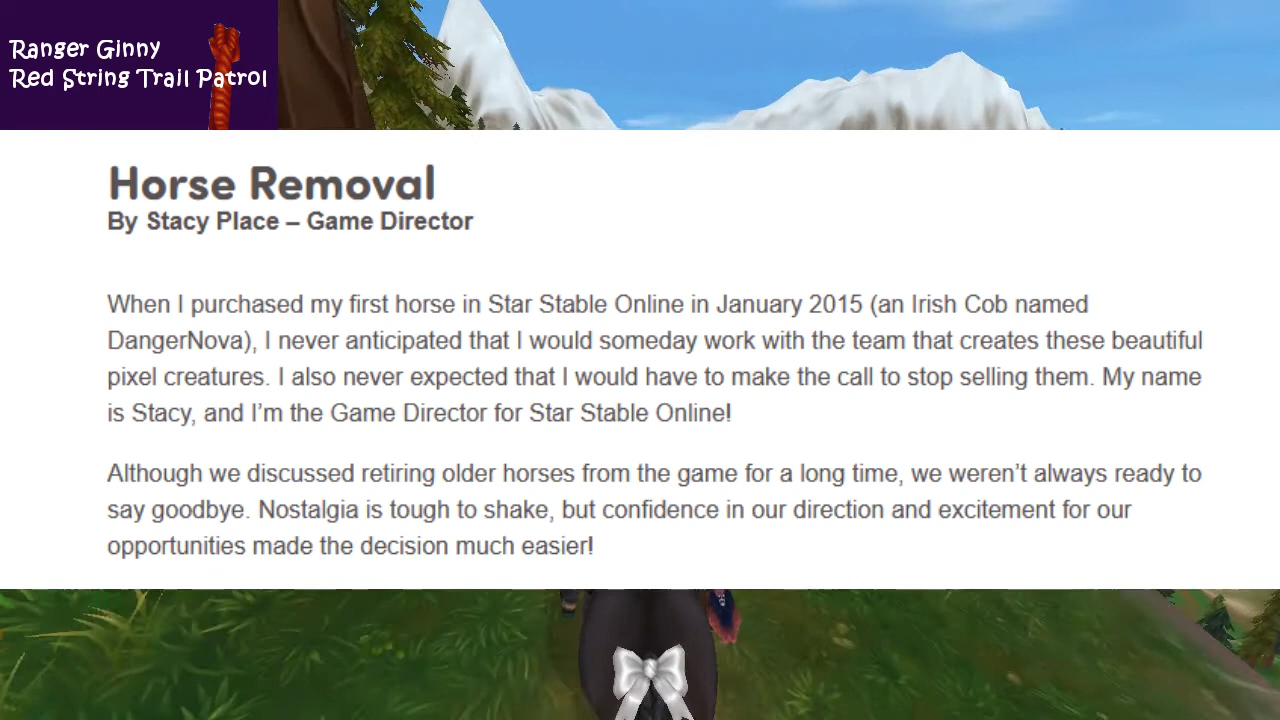 Ranger Ginny
Red String Trail Patrol
Horse Removal
By Stacy Place – Game Director
When I purchased my first horse in Star Stable Online in January 2015 (an Irish Cob named
DangerNova), I never anticipated that I would someday work with the team that creates these beautiful
pixel creatures. I also never expected that I would have to make the call to stop selling them. My name
is Stacy, and I’m the Game Director for Star Stable Online!
Although we discussed retiring older horses from the game for a long time, we weren’t always ready to
say goodbye. Nostalgia is tough to shake, but confidence in our direction and excitement for our
opportunities made the decision much easier!